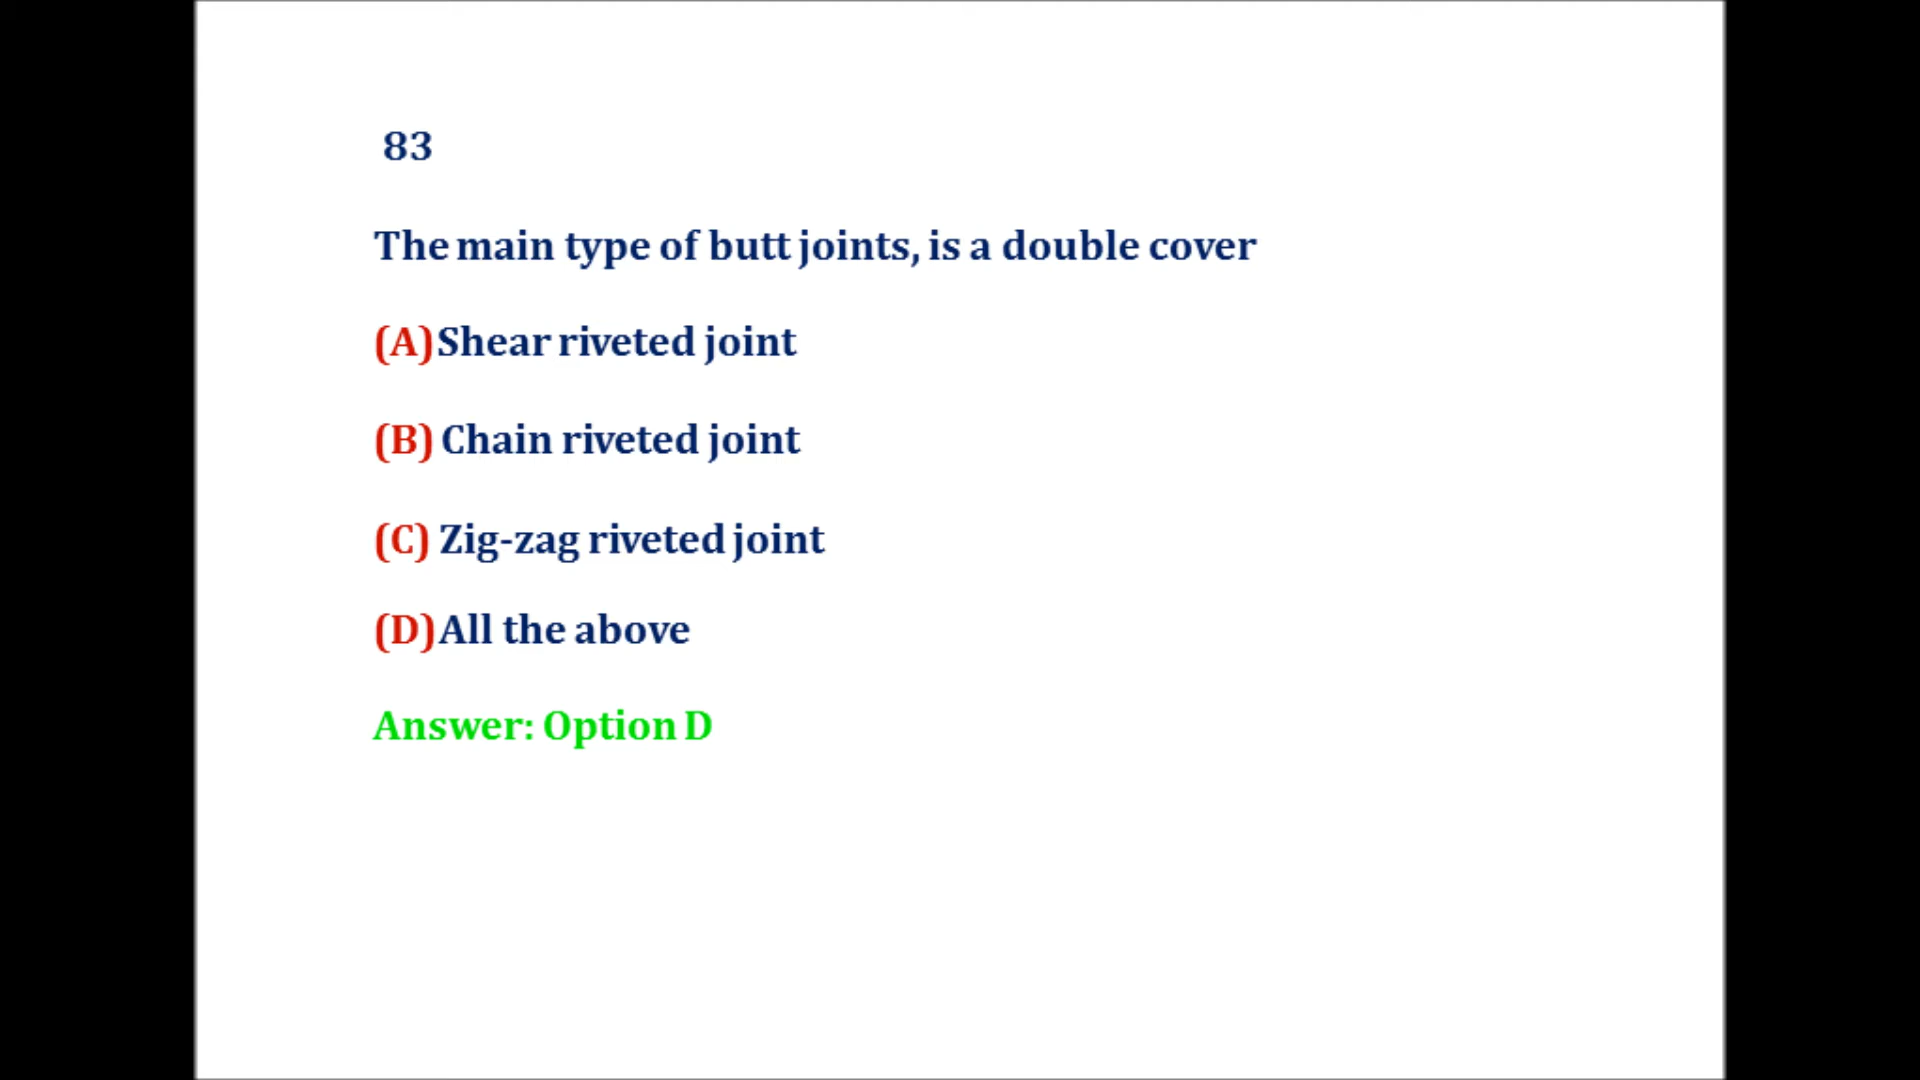 83
The main type of butt joints, is a double cover
(A) Shear riveted joint
(B) Chain riveted joint
(C) Zig-zag riveted joint
(D) All the above
Answer: Option D